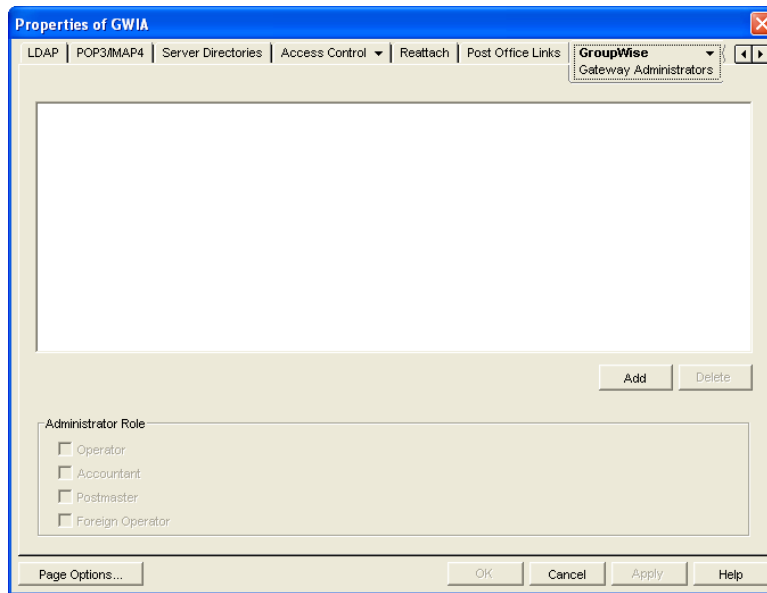 Properties of GWIA
LDAP POP3/IMAP4 Server Directories Access Control Reattach Post Office Links GroupWise
Gateway Administrators
Add Delete
Administrator Role
Operator
Accountant
Postmaster
Foreign Operator
Page Options... OK Cancel Apply Help